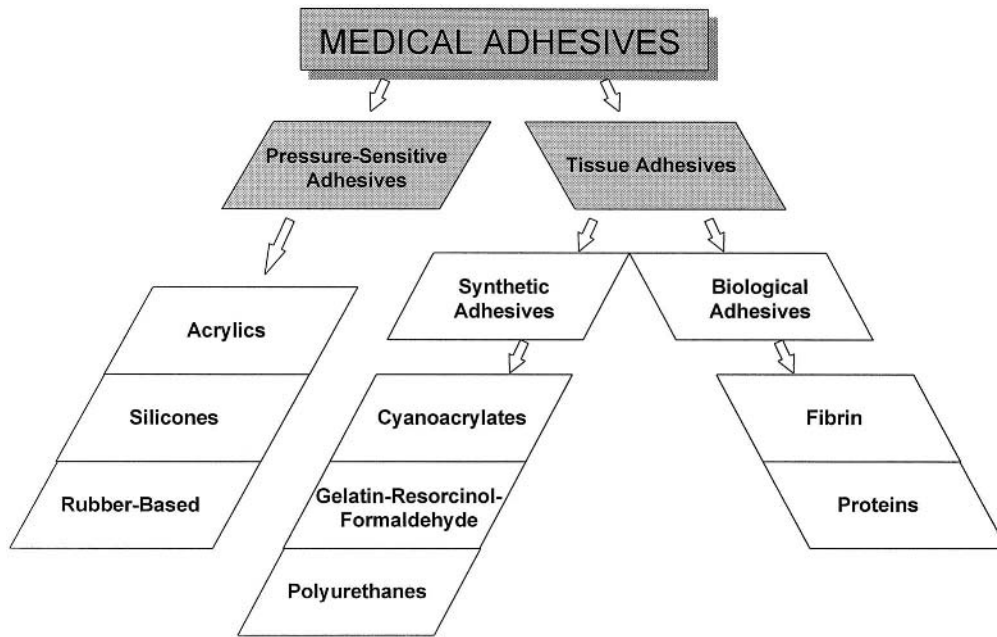 MEDICAL ADHESIVES
Pressure-Sensitive
Adhesives
Tissue Adhesives
Synthetic
Adhesives
Biological
Adhesives
Acrylics
Silicones
Rubber-Based
Cyanoacrylates
Gelatin-Resorcinol-
Formaldehyde
Polyurethanes
Fibrin
Proteins